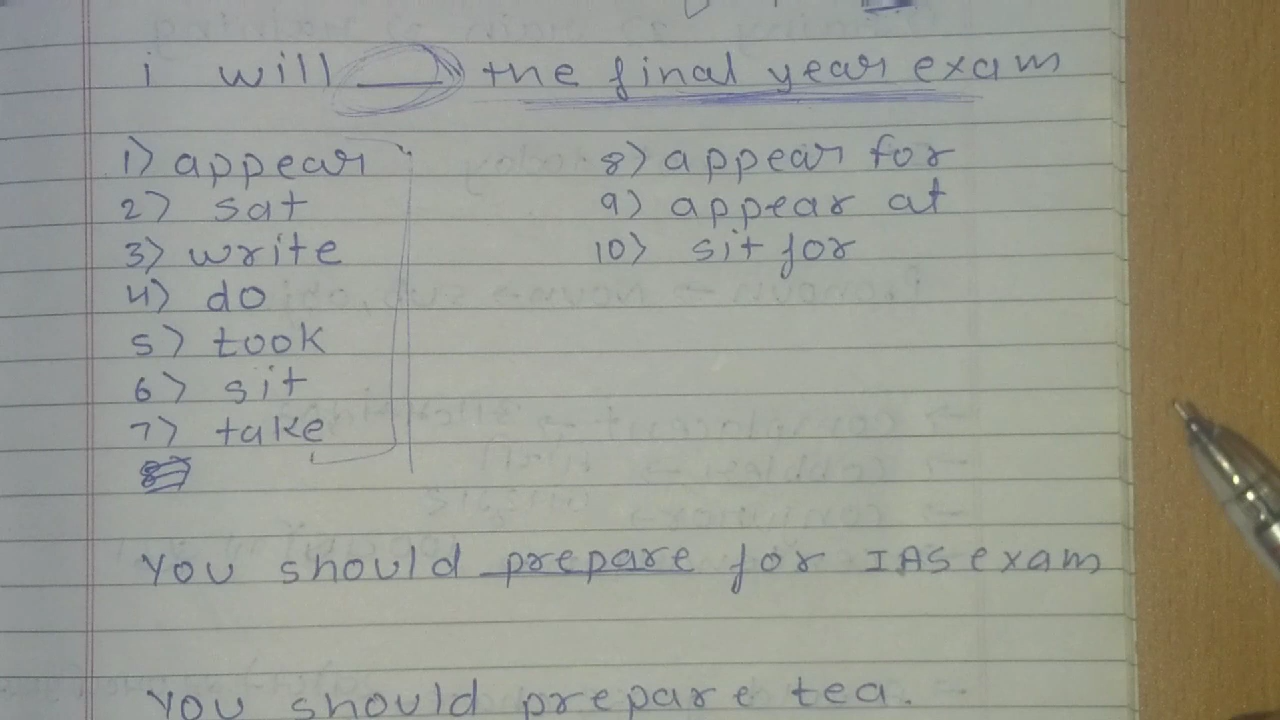 i will ___ the final year exam
1) appear
2) sat
3) write
4) do
5) took
6) sit
7) take
8) appear for
9) appear at
10) sit for
You should prepare for IAS exam
You should prepare tea.